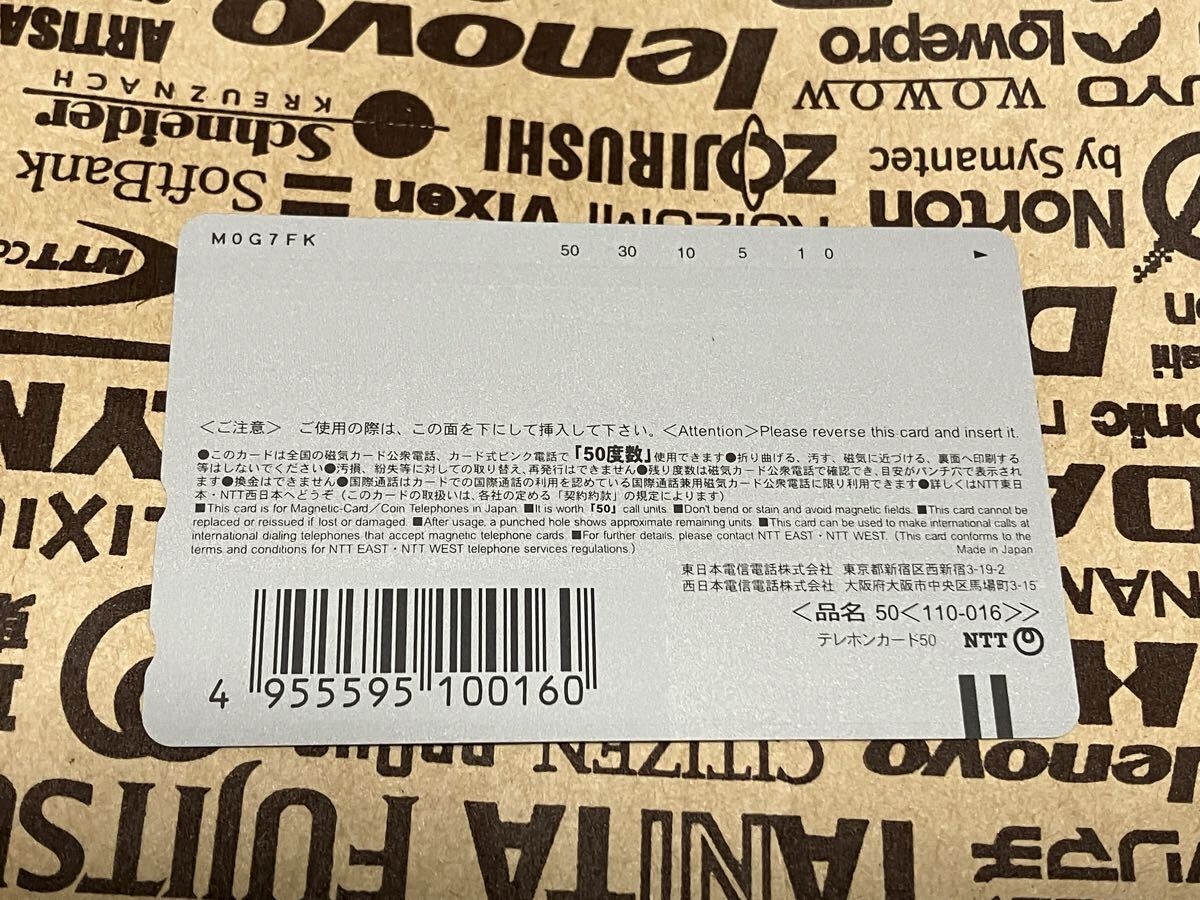 ARTISA
lenovo
Lowepro
KREUZNACH
WOWOW
Schneider
ZOJIRUSHI
by Symantec
SoftBank
Vixen
KOIZUMI
Norton
M0G7FK
50 30 10 5 1 0
<ご注意> ご使用の際は、この面を下にして挿入して下さい。<Attention>Please reverse this card and insert it.
●このカードは全国の磁気カード公衆電話、カード式ピンク電話で「50度数」使用できます●折り曲げる、汚す、磁気に近づける、裏面へ印刷する
等はしないでください●汚損、紛失等に対しての取り替え、再発行はできません●残り度数は磁気カード公衆電話で確認でき、目安がパンチ穴で表示され
ます●換金はできません●国際通話はカードでの国際通話の利用を認めている国際通話兼用磁気カード公衆電話に限り利用できます●詳しくはNTT東日
本・NTT西日本へどうぞ(このカードの取扱いは、各社の定める「契約約款」の規定によります)
■This card is for Magnetic-Card/Coin Telephones in Japan. ■It is worth「50」call units. ■Don't bend or stain and avoid magnetic fields. ■This card cannot be
replaced or reissued if lost or damaged. ■After usage, a punched hole shows approximate remaining units. ■This card can be used to make international calls at
international dialing telephones that accept magnetic telephone cards ■For further details, please contact NTT EAST・NTT WEST. (This card conforms to the
terms and conditions for NTT EAST・NTT WEST telephone services regulations.)
Made in Japan
東日本電信電話株式会社 東京都新宿区西新宿3-19-2
西日本電信電話株式会社 大阪府大阪市中央区馬場町3-15
<品名 50<110-016>>
テレホンカード50 NTT
4 955595 100160
CITIZEN
lenovo
FUJITSU
TANITA